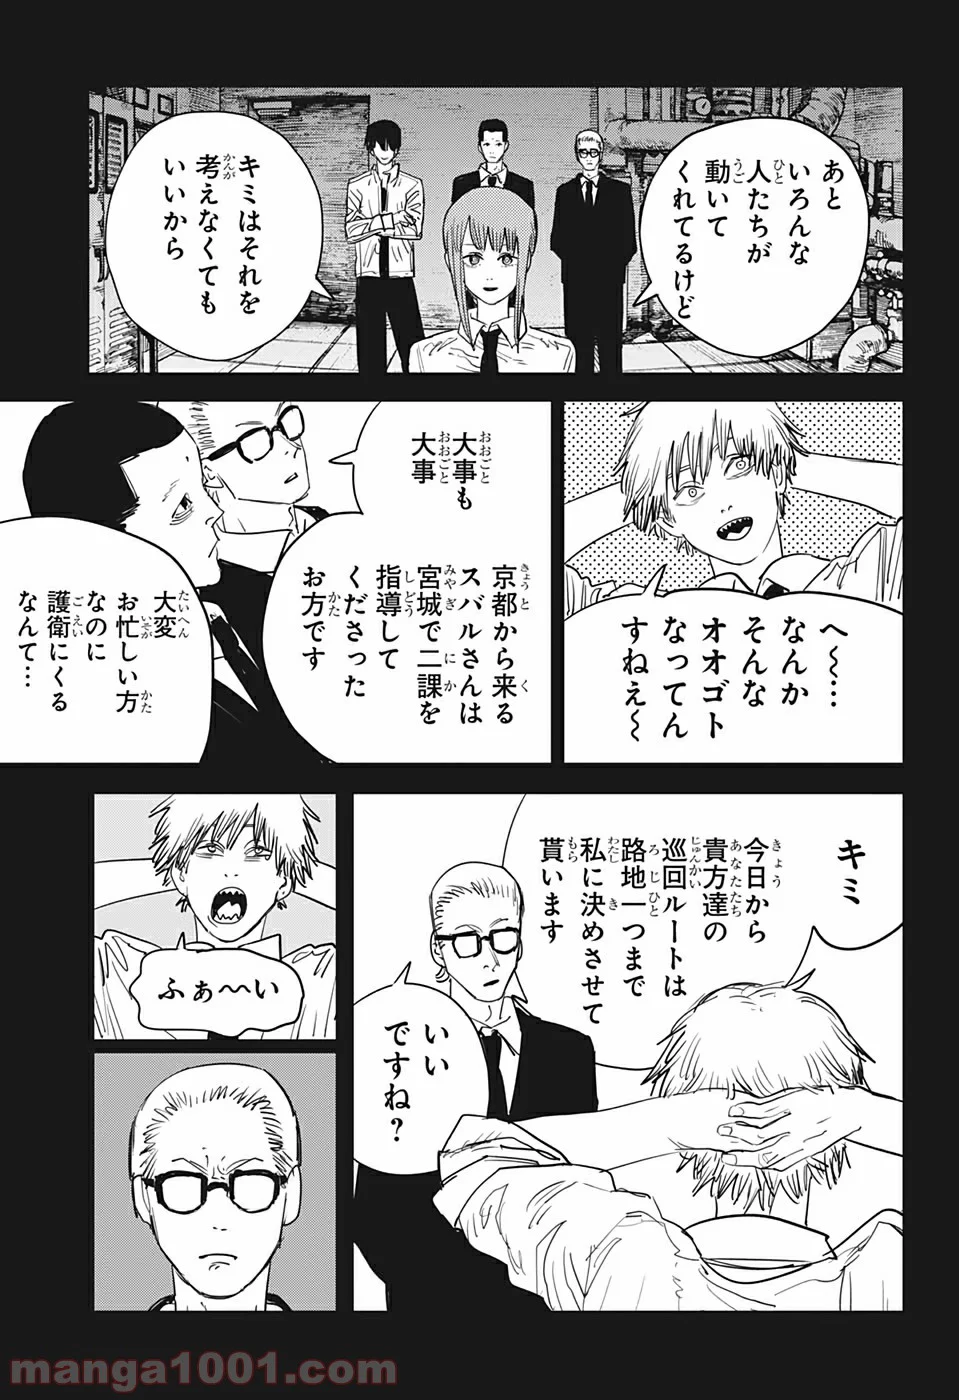 あと
いろんな
人たちが
動いて
くれてるけど
キミはそれを
考えなくても
いいから
へ〜…
なんか
そんな
オオゴト
なってん
すねえ〜
大事も
大事
京都から来る
スバルさんは
宮城で二課を
指導して
くださった
お方です
大変
お忙しい方
なのに
護衛にくる
なんて…
キミ
今日から
貴方達の
巡回ルートは
路地一つまで
私に決めさせて
貰います
いい
ですね?
ふぁ〜〜い
manga1001.com